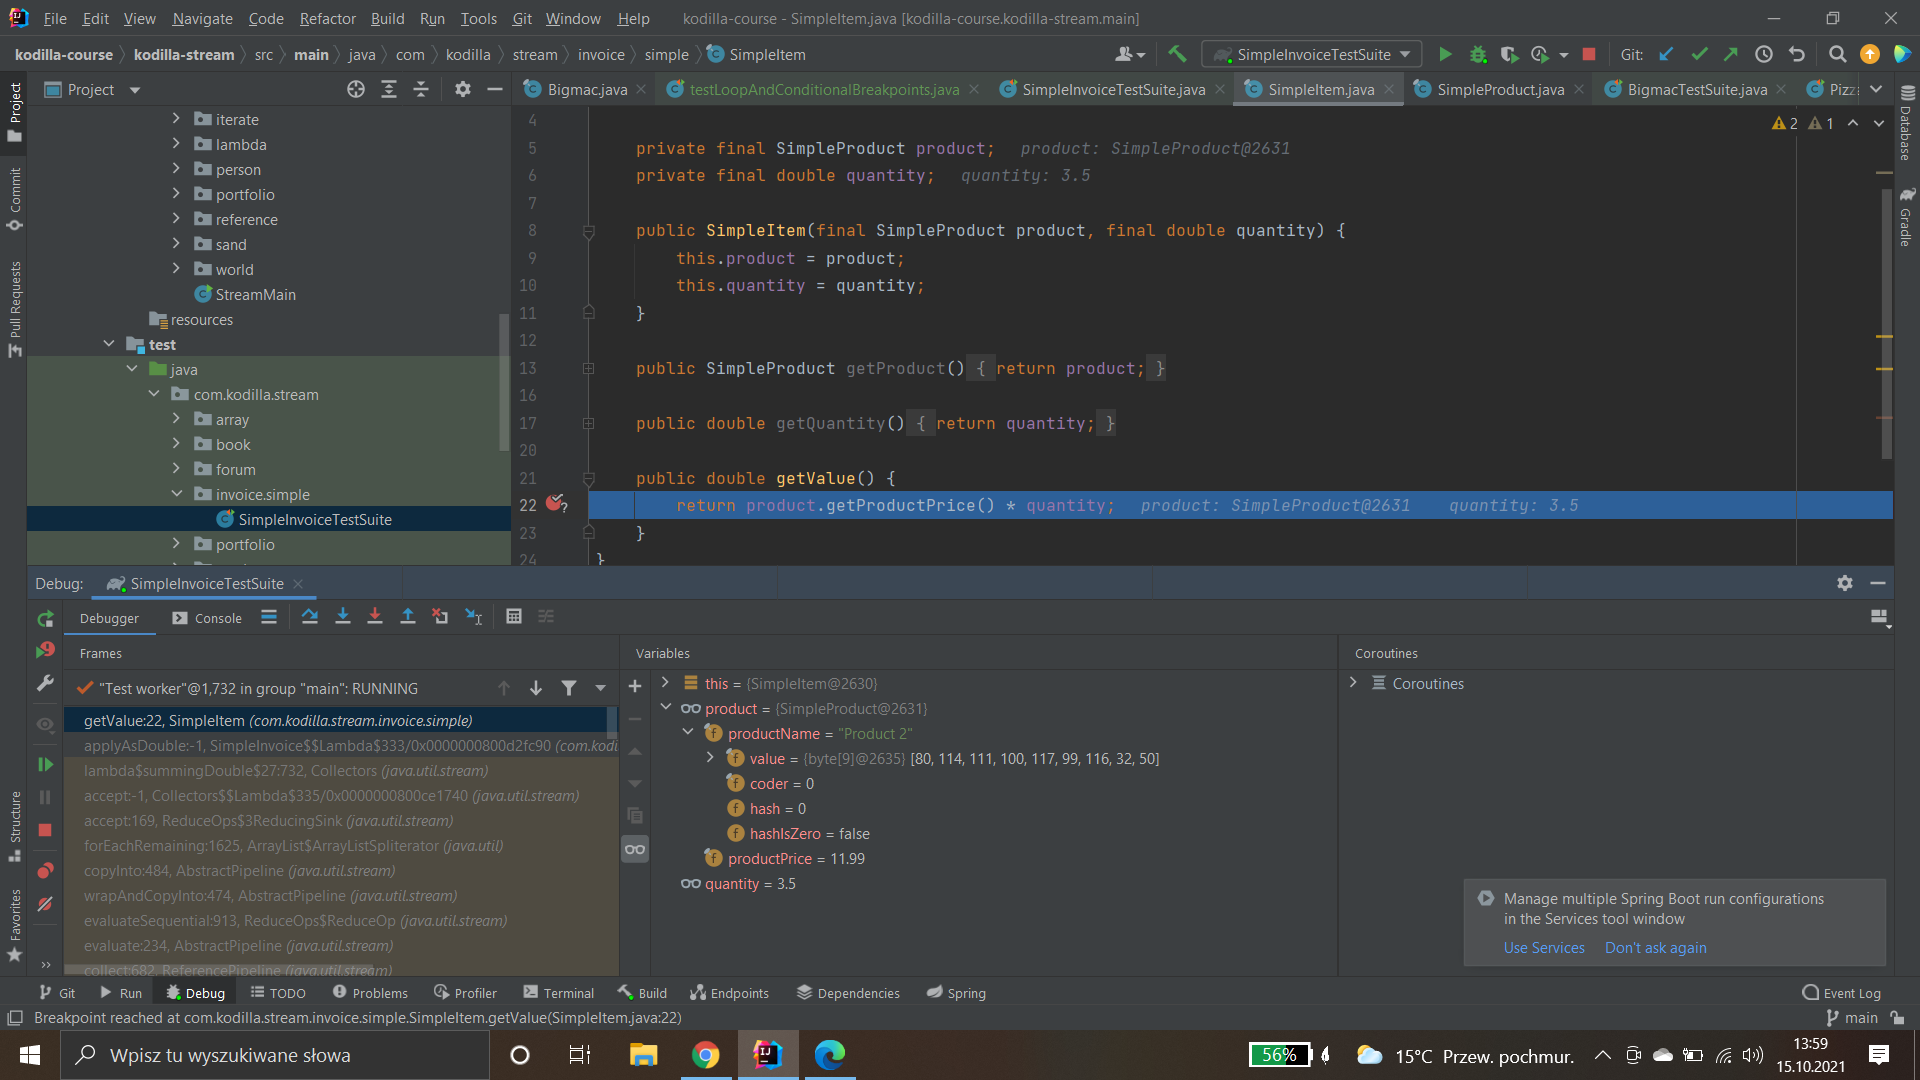 File Edit View Navigate Code Refactor Build Run Tools Git Window Help kodilla-course - SimpleItem.java [kodilla-course.kodilla-stream.main]
kodilla-course kodilla-stream src main java com kodilla stream invoice simple SimpleItem SimpleInvoiceTestSuite Git:
Project Bigmac.java testLoopAndConditionalBreakpoints.java SimpleInvoiceTestSuite.java SimpleItem.java SimpleProduct.java BigmacTestSuite.java Pizz
Project
Commit
Pull Requests
Structure
Favorites
iterate
lambda
person
portfolio
reference
sand
world
StreamMain
resources
test
java
com.kodilla.stream
array
book
forum
invoice.simple
SimpleInvoiceTestSuite
portfolio
2 1
4
5 private final SimpleProduct product; product: SimpleProduct@2631
6 private final double quantity; quantity: 3.5
7
8 public SimpleItem(final SimpleProduct product, final double quantity) {
9 this.product = product;
10 this.quantity = quantity;
11 }
12
13 public SimpleProduct getProduct() { return product; }
16
17 public double getQuantity() { return quantity; }
20
21 public double getValue() {
22 return product.getProductPrice() * quantity; product: SimpleProduct@2631 quantity: 3.5
23 }
24 }
Database
Gradle
Debug: SimpleInvoiceTestSuite
Debugger Console
Frames
"Test worker"@1,732 in group "main": RUNNING
getValue:22, SimpleItem (com.kodilla.stream.invoice.simple)
applyAsDouble:-1, SimpleInvoice$$Lambda$333/0x0000000800d2fc90 (com.kodi
lambda$summingDouble$27:732, Collectors (java.util.stream)
accept:-1, Collectors$$Lambda$335/0x0000000800ce1740 (java.util.stream)
accept:169, ReduceOps$3ReducingSink (java.util.stream)
forEachRemaining:1625, ArrayList$ArrayListSpliterator (java.util)
copyInto:484, AbstractPipeline (java.util.stream)
wrapAndCopyInto:474, AbstractPipeline (java.util.stream)
evaluateSequential:913, ReduceOps$ReduceOp (java.util.stream)
evaluate:234, AbstractPipeline (java.util.stream)
collect:682, ReferencePipeline (java.util.stream)
Variables
this = {SimpleItem@2630}
product = {SimpleProduct@2631}
productName = "Product 2"
value = {byte[9]@2635} [80, 114, 111, 100, 117, 99, 116, 32, 50]
coder = 0
hash = 0
hashIsZero = false
productPrice = 11.99
quantity = 3.5
Coroutines
Coroutines
Manage multiple Spring Boot run configurations
in the Services tool window
Use Services Don't ask again
Git Run Debug TODO Problems Profiler Terminal Build Endpoints Dependencies Spring Event Log
Breakpoint reached at com.kodilla.stream.invoice.simple.SimpleItem.getValue(SimpleItem.java:22) main
Wpisz tu wyszukiwane słowa 56% 15°C Przew. pochmur. 13:59
15.10.2021